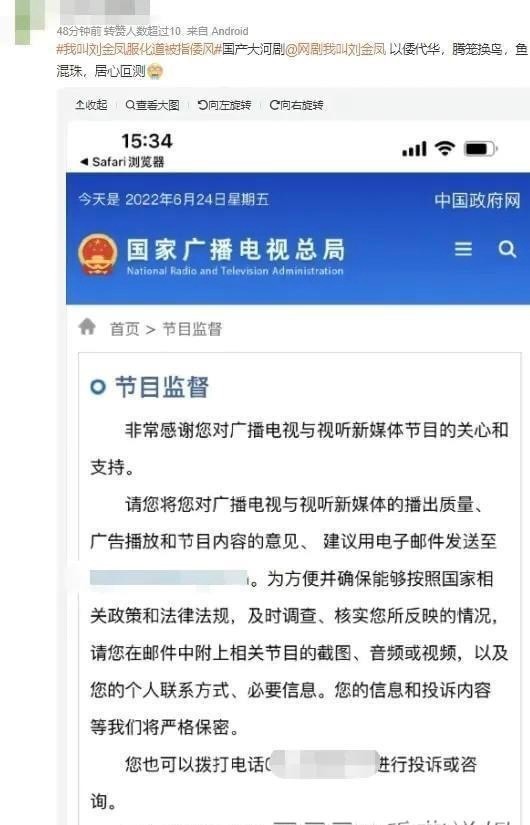 48分钟前 转赞人数超过10 来自 Android
#我叫刘金凤服化道被指倭风#国产大河剧@网剧我叫刘金凤 以倭代华，腾笼换鸟，鱼
混珠，居心叵测
收起 查看大图 向左旋转 向右旋转
15:34
Safari 浏览器
今天是 2022年6月24日星期五 中国政府网
国家广播电视总局
National Radio and Television Administration
首页 > 节目监督
节目监督
非常感谢您对广播电视与视听新媒体节目的关心和
支持。
请您将您对广播电视与视听新媒体的播出质量、
广告播放和节目内容的意见、 建议用电子邮件发送至
。为方便并确保能够按照国家相
关政策和法律法规，及时调查、核实您所反映的情况，
请您在邮件中附上相关节目的截图、音频或视频，以及
您的个人联系方式、必要信息。您的信息和投诉内容
等我们将严格保密。
您也可以拨打电话 进行投诉或咨
询。